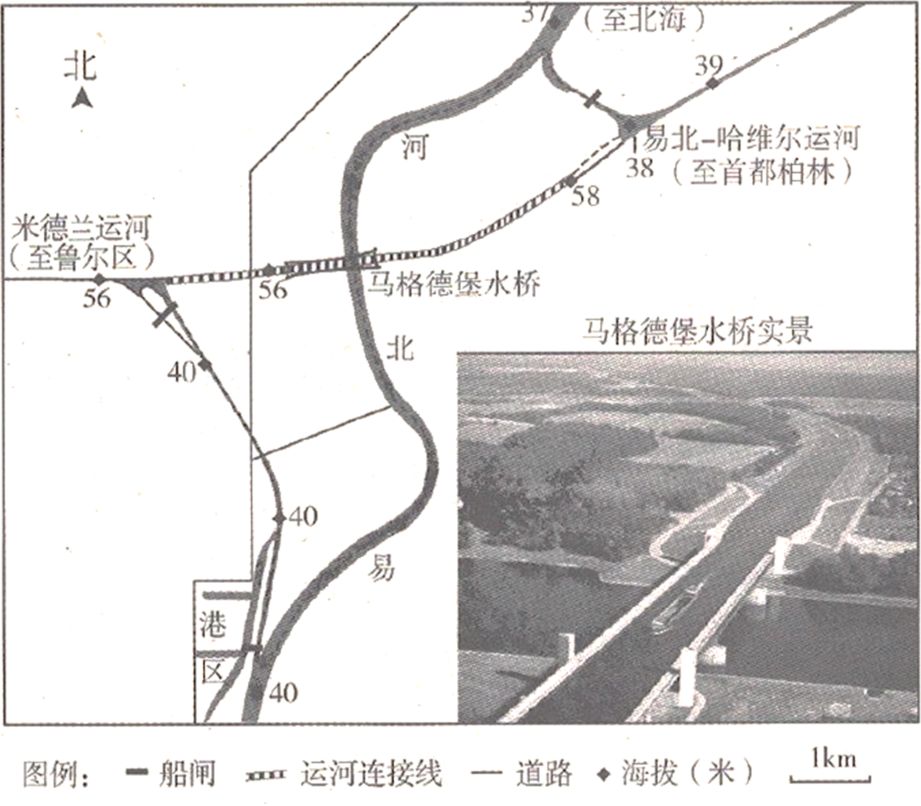 37
（至北海）
北
39
河
易北-哈维尔运河
38
（至首都柏林）
58
米德兰运河
（至鲁尔区）
56
56
马格德堡水桥
马格德堡水桥实景
北
40
40
易
港
区
40
图例：
船闸
运河连接线
道路
海拔（米）
1km